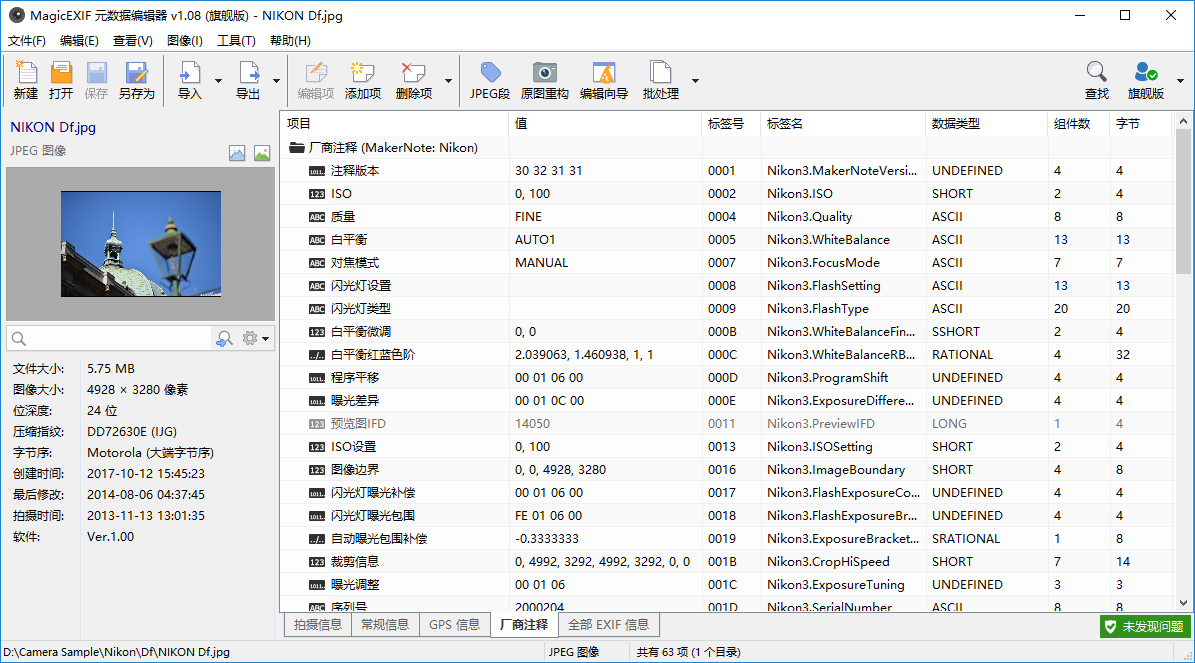 MagicEXIF 元数据编辑器 v1.08 (旗舰版) - NIKON Df.jpg
文件(F) 编辑(E) 查看(V) 图像(I) 工具(T) 帮助(H)
新建 打开 保存 另存为 导入 导出 编辑项 添加项 删除项 JPEG段 原图重构 编辑向导 批处理 查找 旗舰版
NIKON Df.jpg
JPEG 图像
文件大小: 5.75 MB
图像大小: 4928 × 3280 像素
位深度: 24 位
压缩指纹: DD72630E (IJG)
字节序: Motorola (大端字节序)
创建时间: 2017-10-12 15:45:23
最后修改: 2014-08-06 04:37:45
拍摄时间: 2013-11-13 13:01:35
软件: Ver.1.00
项目 值 标签号 标签名 数据类型 组件数 字节
厂商注释 (MakerNote: Nikon)
1011.. 注释版本 30 32 31 31 0001 Nikon3.MakerNoteVersi... UNDEFINED 4 4
123 ISO 0, 100 0002 Nikon3.ISO SHORT 2 4
ABC 质量 FINE 0004 Nikon3.Quality ASCII 8 8
ABC 白平衡 AUTO1 0005 Nikon3.WhiteBalance ASCII 13 13
ABC 对焦模式 MANUAL 0007 Nikon3.FocusMode ASCII 7 7
ABC 闪光灯设置 0008 Nikon3.FlashSetting ASCII 13 13
ABC 闪光灯类型 0009 Nikon3.FlashType ASCII 20 20
123 白平衡微调 0, 0 000B Nikon3.WhiteBalanceFin... SSHORT 2 4
../.. 白平衡红蓝色阶 2.039063, 1.460938, 1, 1 000C Nikon3.WhiteBalanceRB... RATIONAL 4 32
1011.. 程序平移 00 01 06 00 000D Nikon3.ProgramShift UNDEFINED 4 4
1011.. 曝光差异 00 01 0C 00 000E Nikon3.ExposureDiffere... UNDEFINED 4 4
123 预览图IFD 14050 0011 Nikon3.PreviewIFD LONG 1 4
123 ISO设置 0, 100 0013 Nikon3.ISOSetting SHORT 2 4
123 图像边界 0, 0, 4928, 3280 0016 Nikon3.ImageBoundary SHORT 4 8
1011.. 闪光灯曝光补偿 00 01 06 00 0017 Nikon3.FlashExposureCo... UNDEFINED 4 4
1011.. 闪光灯曝光包围 FE 01 06 00 0018 Nikon3.FlashExposureBr... UNDEFINED 4 4
../.. 自动曝光包围补偿 -0.3333333 0019 Nikon3.ExposureBracket... SRATIONAL 1 8
123 裁剪信息 0, 4992, 3292, 4992, 3292, 0, 0 001B Nikon3.CropHiSpeed SHORT 7 14
1011.. 曝光调整 00 01 06 001C Nikon3.ExposureTuning UNDEFINED 3 3
ABC 序列号 2000204 001D Nikon3.SerialNumber ASCII 8 8
拍摄信息 常规信息 GPS 信息 厂商注释 全部 EXIF 信息 未发现问题
D:\Camera Sample\Nikon\Df\NIKON Df.jpg JPEG 图像 共有 63 项 (1 个目录)